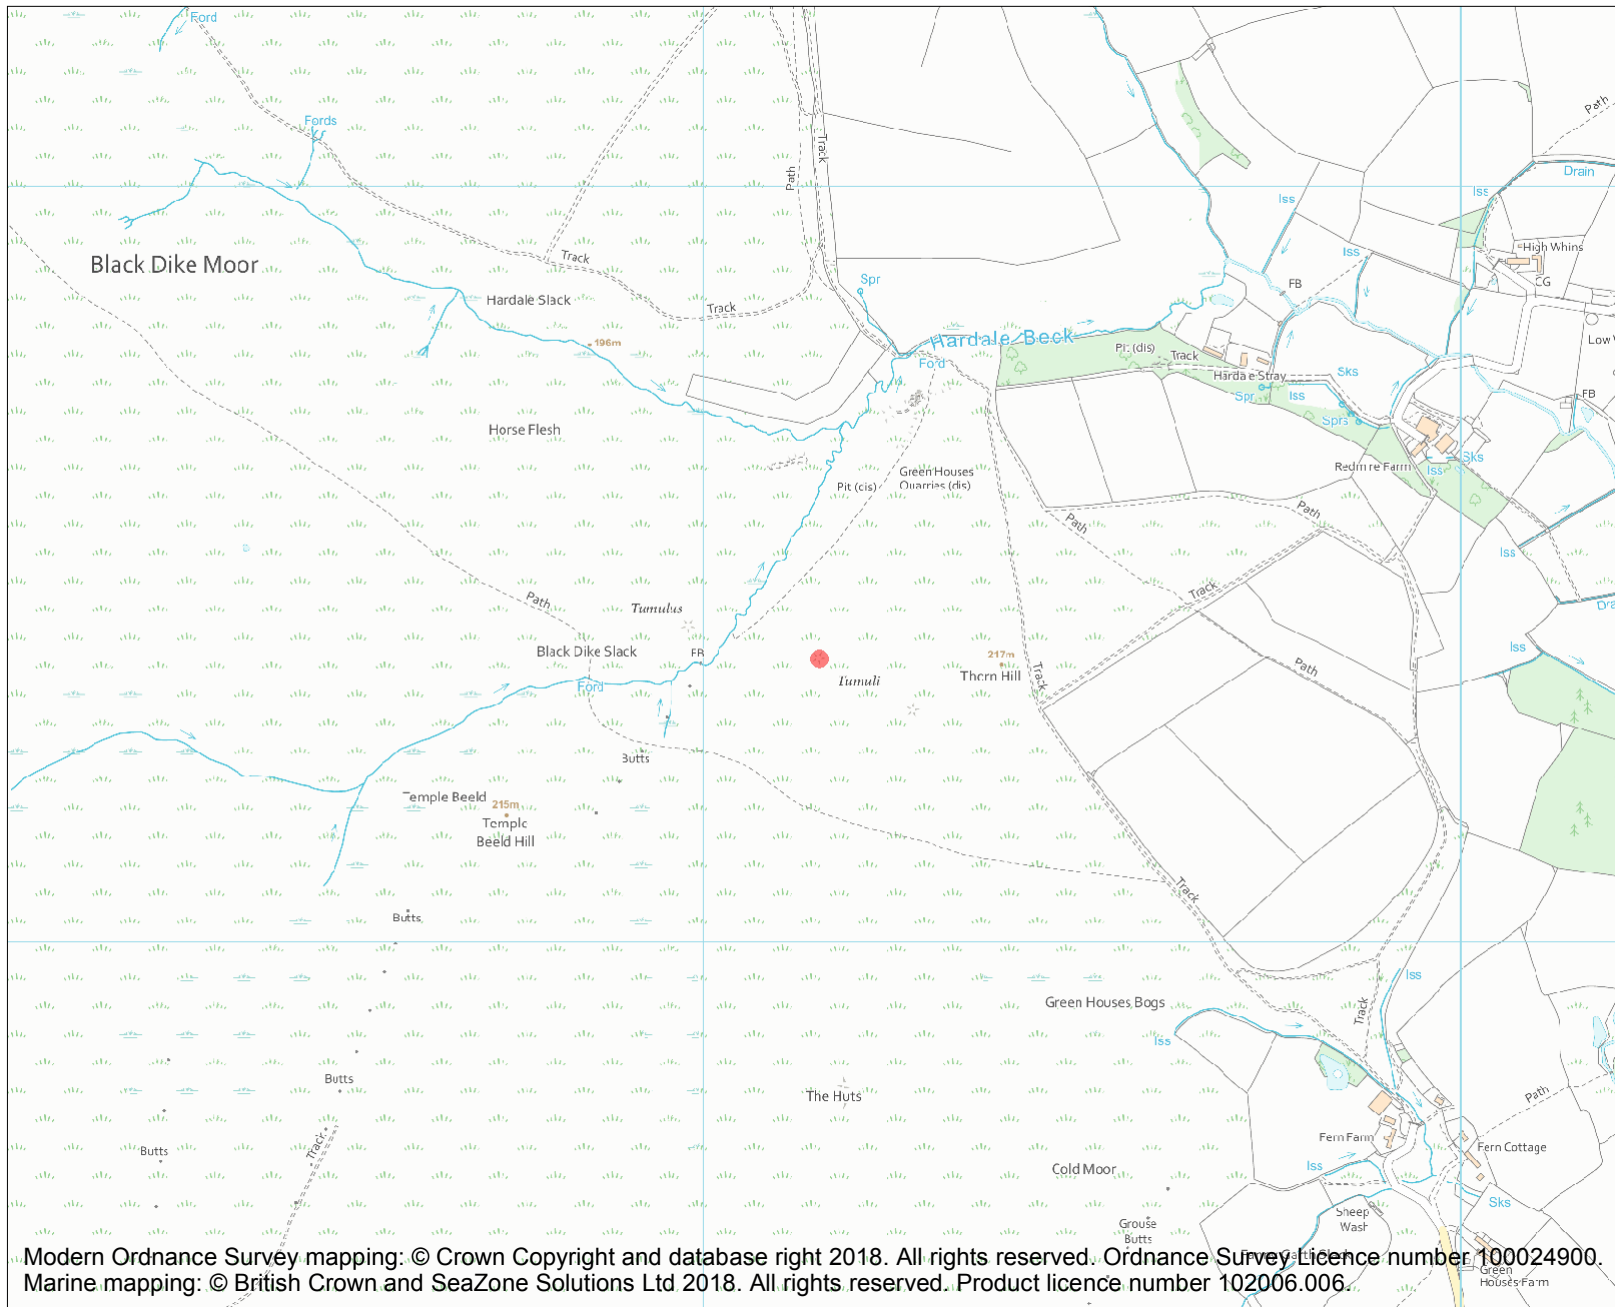 Ford
Path
Fords
Track
Path
Drain
Iss
Iss
High Whins
Iss
Black Dike Moor
Track
CG
Spr
FB
Hardale Slack
Track
Hardale Beck
Low
196m
Pit (dis)
Track
Ford
Hardale Stray
Sks
Spr
Iss
FB
Sprs
Horse Flesh
Sks
Redmire Farm
Iss
Green Houses
Quarries (dis)
Pit (dis)
Path
Path
Iss
Track
Path
Tumulus
Dra
Black Dike Slack
FB
217m
Thorn Hill
Track
Path
Iss
Tumuli
Ford
Butts
Temple Beeld
215m
Temple
Beeld Hill
Track
Butts
Iss
Green Houses Bogs
Track
Iss
Butts
The Huts
Path
Track
Butts
Fern Farm
Fern Cottage
Iss
Cold Moor
Sks
Sheep
Wash
Grouse
Butts
Modern Ordnance Survey mapping: © Crown Copyright and database right 2018. All rights reserved. Ordnance Survey Licence number 100024900.
Green
Houses Farm
Marine mapping: © British Crown and SeaZone Solutions Ltd 2018. All rights reserved. Product licence number 102006.006.